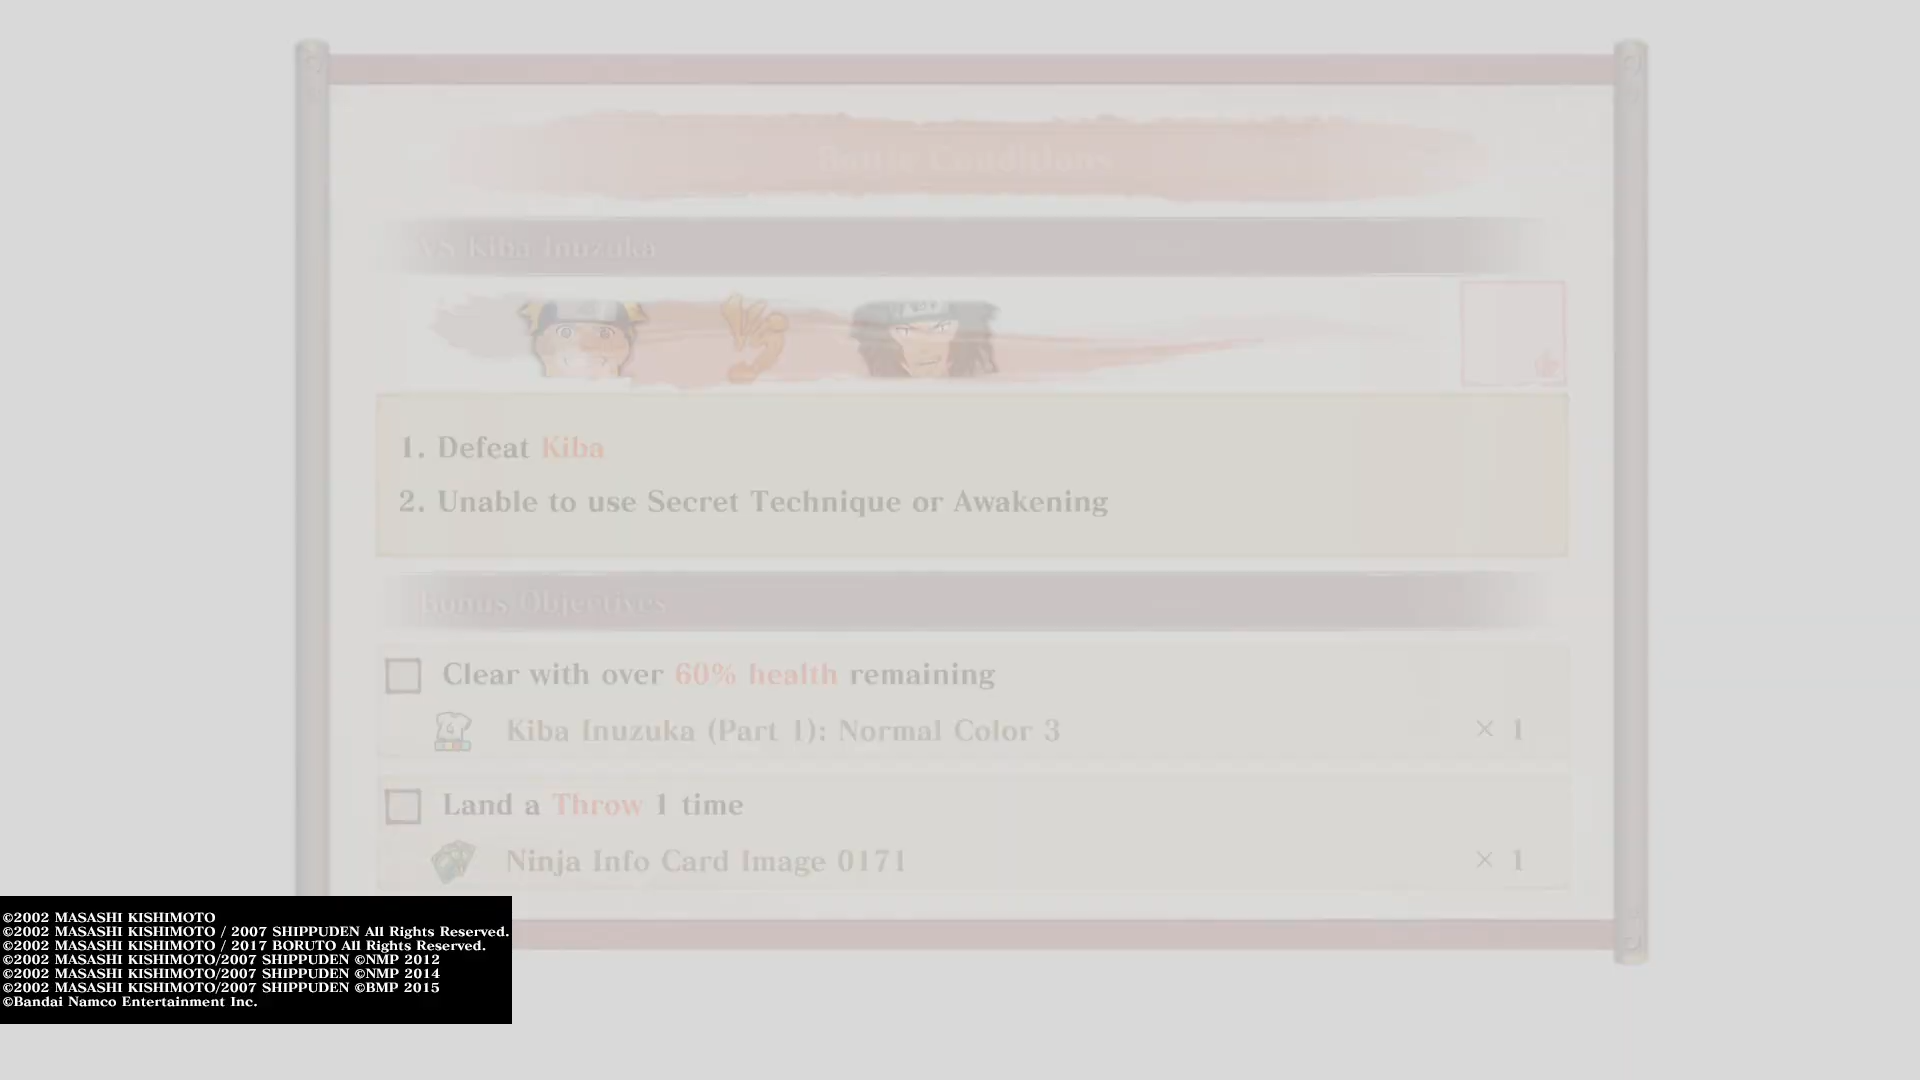 Battle Conditions
VS Kiba Inuzuka
VS
1. Defeat Kiba
2. Unable to use Secret Technique or Awakening
Bonus Objectives
Clear with over 60% health remaining
Kiba Inuzuka (Part 1): Normal Color 3 × 1
Land a Throw 1 time
Ninja Info Card Image 0171 × 1
©2002 MASASHI KISHIMOTO
©2002 MASASHI KISHIMOTO / 2007 SHIPPUDEN All Rights Reserved.
©2002 MASASHI KISHIMOTO / 2017 BORUTO All Rights Reserved.
©2002 MASASHI KISHIMOTO/2007 SHIPPUDEN ©NMP 2012
©2002 MASASHI KISHIMOTO/2007 SHIPPUDEN ©NMP 2014
©2002 MASASHI KISHIMOTO/2007 SHIPPUDEN ©BMP 2015
©Bandai Namco Entertainment Inc.